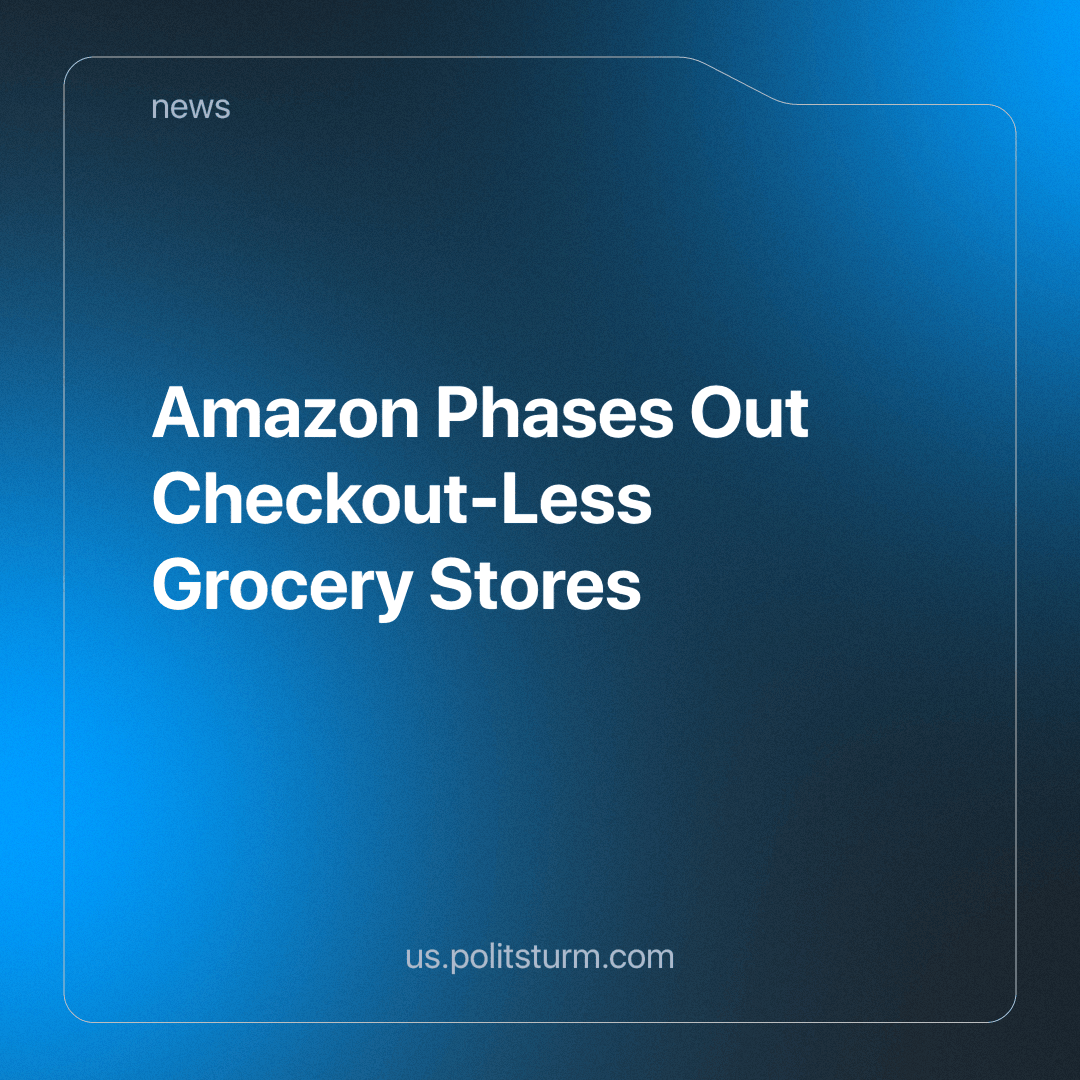 news
Amazon Phases Out
Checkout-Less
Grocery Stores
us.politsturm.com